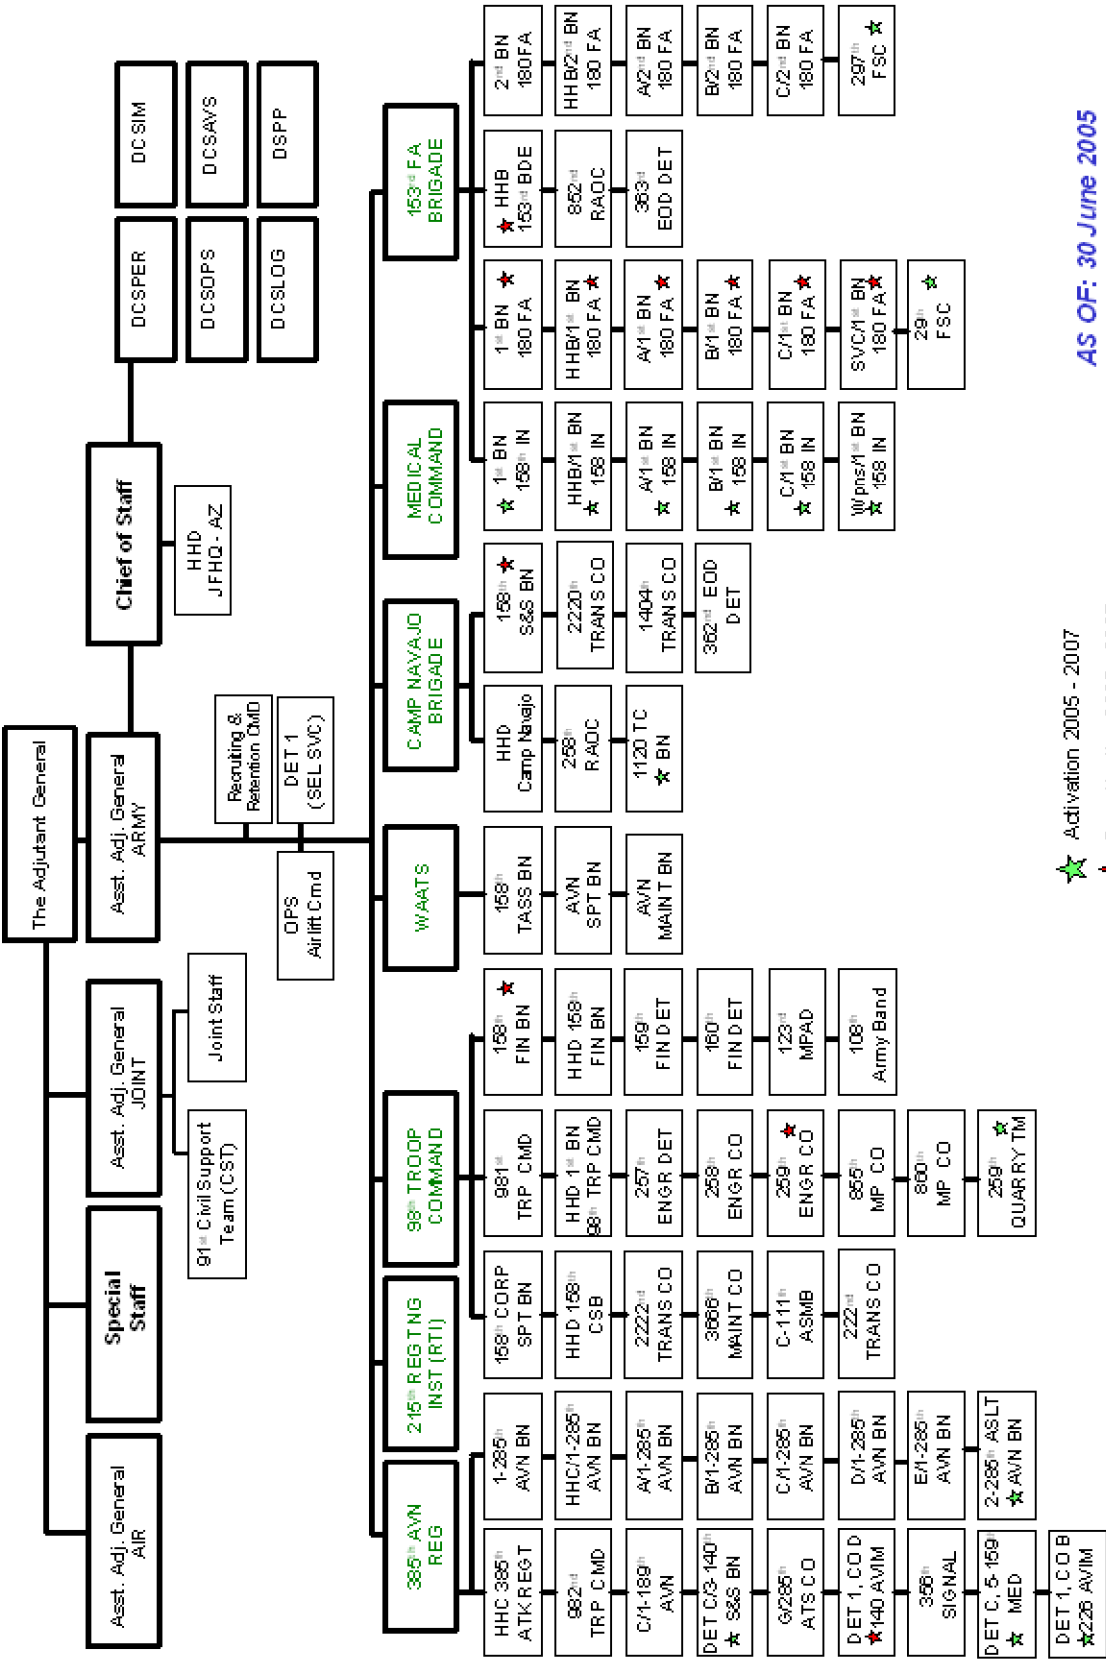 The Adjutant General
Asst. Adj. General
AIR
Special
Staff
Asst. Adj. General
JOINT
Asst. Adj. General
ARMY
Chief of Staff
DCSPER
DCSIM
DCSOPS
DCSAVS
DCSLOG
DSPP
91st Civil Support
Team (CST)
Joint Staff
HHD
JFHQ - AZ
Recruiting &
Retention CMD
OPS
Airlift Cmd
DET 1
(SEL SVC)
385th AVN
REG
215th REGTNG
INST (RTI)
98th TROOP
COMMAND
WAATS
CAMP NAVAJO
BRIGADE
MEDICAL
COMMAND
153rd FA
BRIGADE
HHC 385th
ATK REGT
982nd
TRP CMD
C/1-189th
AVN
DET C/3-140th
S&S BN
G/285th
ATS CO
DET 1, CO D
140 AVIM
356th
SIGNAL
DET C, 5-159th
MED
DET 1, CO B
226 AVIM
1-285th
AVN BN
HHC/1-285th
AVN BN
A/1-285th
AVN BN
B/1-285th
AVN BN
C/1-285th
AVN BN
D/1-285th
AVN BN
E/1-285th
AVN BN
2-285th ASLT
AVN BN
158th CORP
SPT BN
HHD 158th
CSB
2222nd
TRANS CO
3666th
MAINT CO
C-111th
ASMB
222nd
TRANS CO
981st
TRP CMD
HHD 1st BN
98th TRP CMD
257th
ENGR DET
258th
ENGR CO
259th
ENGR CO
855th
MP CO
860th
MP CO
259th
QUARRY TM
158th
FIN BN
HHD 158th
FIN BN
159th
FIN DET
160th
FIN DET
123rd
MPAD
108th
Army Band
158th
TASS BN
AVN
SPT BN
AVN
MAINT BN
HHD
Camp Navajo
258th
RAOC
1120 TC
BN
158th
S&S BN
2220th
TRANS CO
1404th
TRANS CO
362nd EOD
DET
1st BN
158th IN
HHB/1st BN
158 IN
A/1st BN
158 IN
B/1st BN
158 IN
C/1st BN
158 IN
Wpns/1st BN
158 IN
1st BN
180 FA
HHB/1st BN
180 FA
A/1st BN
180 FA
B/1st BN
180 FA
C/1st BN
180 FA
SVC/1st BN
180 FA
29th
FSC
HHB
153rd BDE
852nd
RAOC
363rd
EOD DET
2nd BN
180FA
HHB/2nd BN
180 FA
A/2nd BN
180 FA
B/2nd BN
180 FA
C/2nd BN
180 FA
297th
FSC
Activation 2005 - 2007
AS OF: 30 June 2005